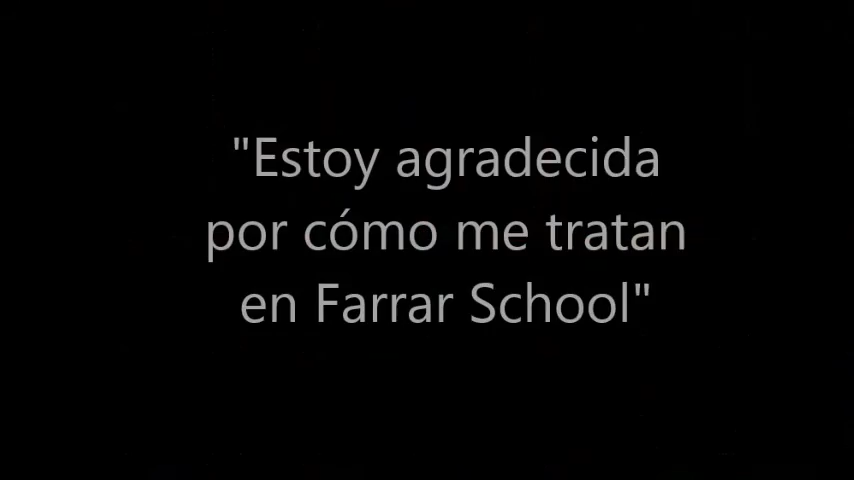 "Estoy agradecida
por cómo me tratan
en Farrar School"